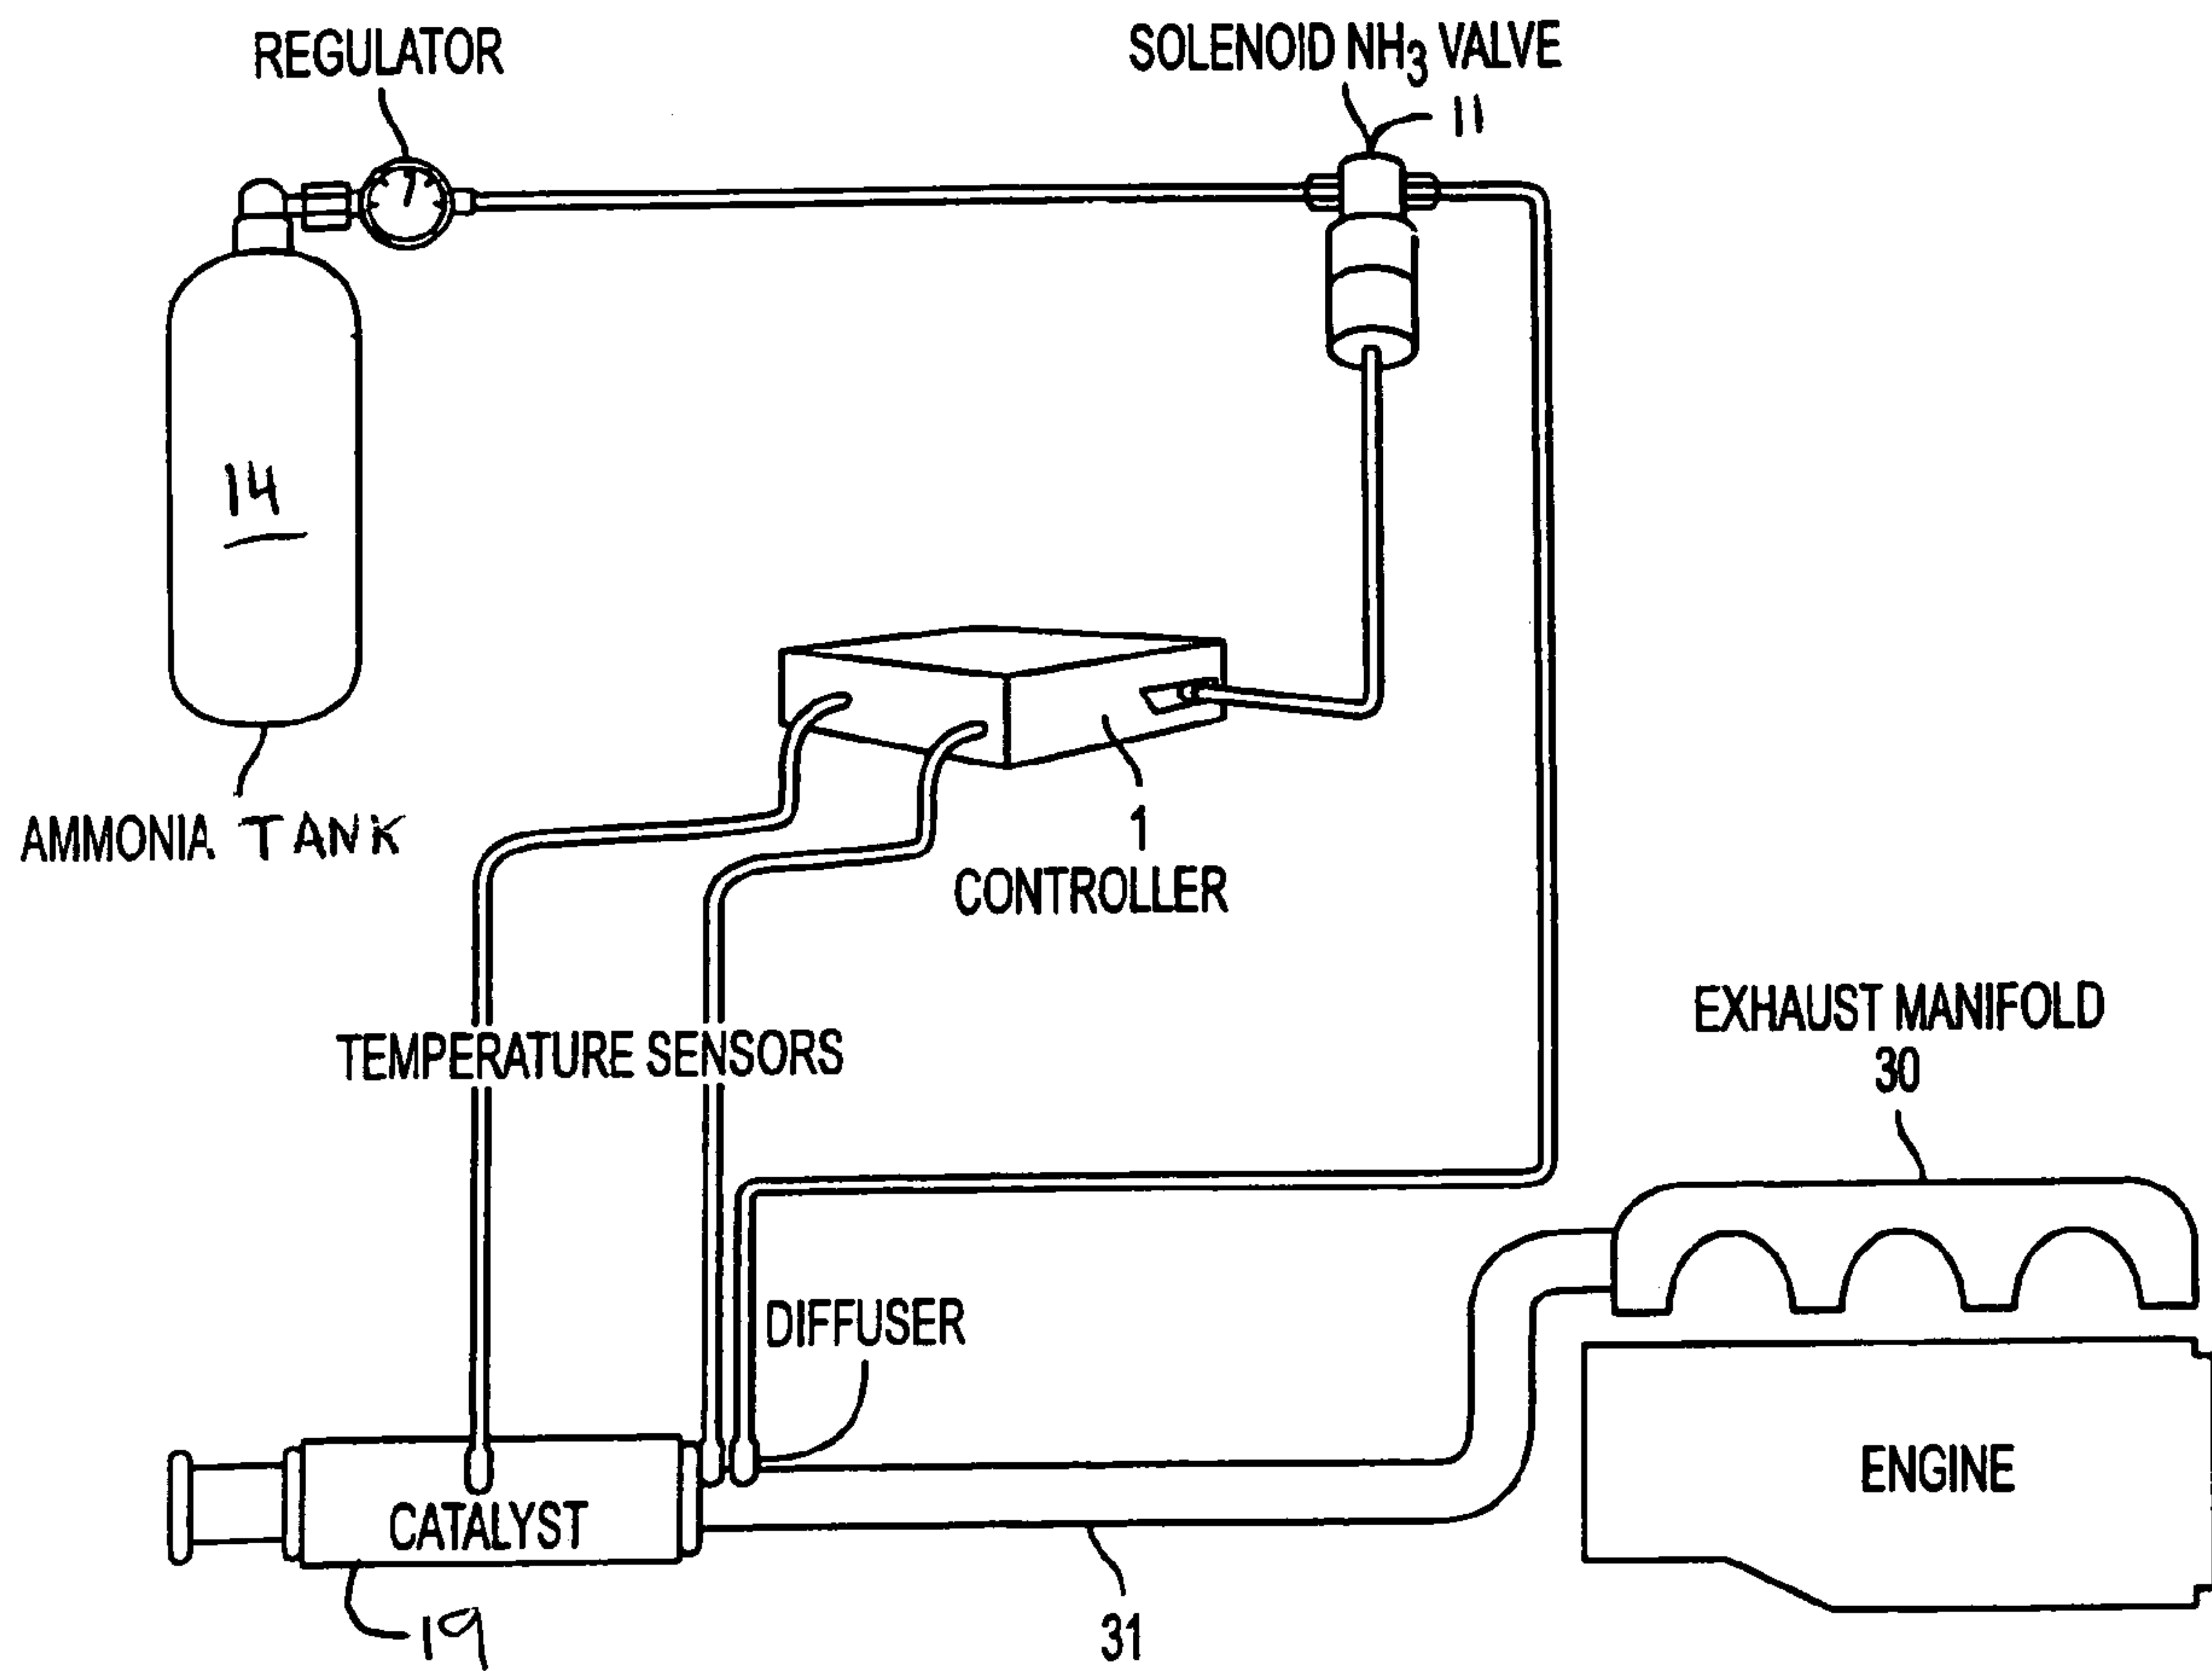 REGULATOR
SOLENOID NH₃ VALVE
11
14
AMMONIA TANK
1
CONTROLLER
TEMPERATURE SENSORS
EXHAUST MANIFOLD
30
DIFFUSER
ENGINE
CATALYST
31
19